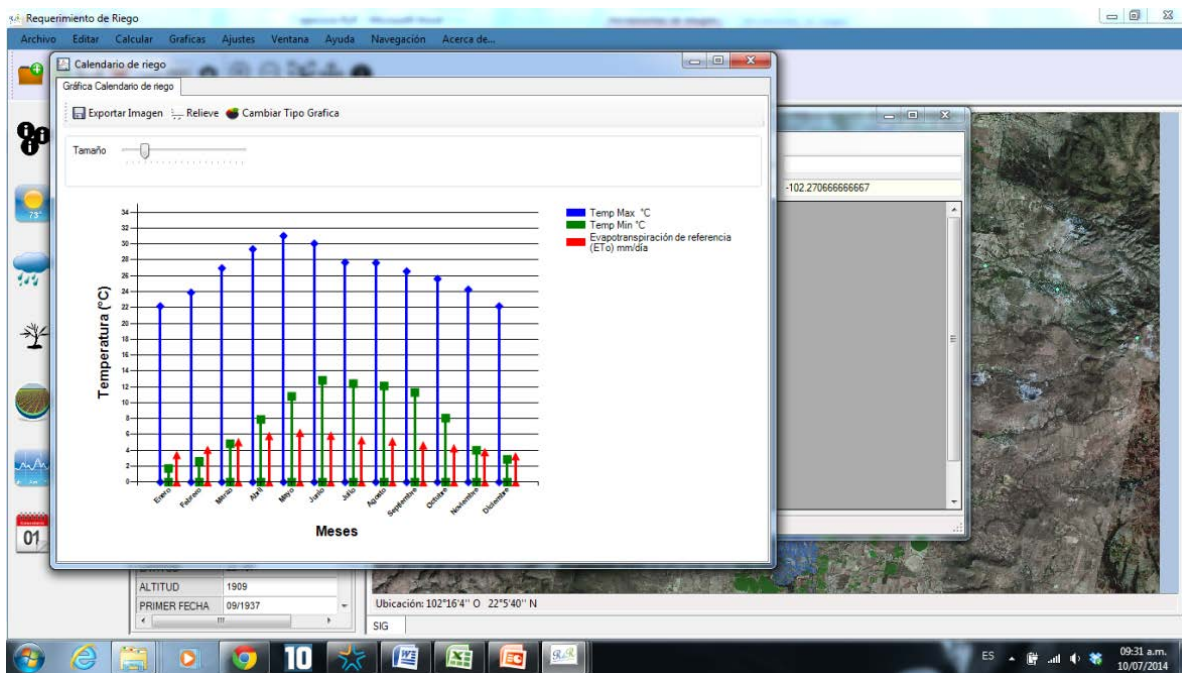 Requerimiento de Riego
Archivo Editar Calcular Graficas Ajustes Ventana Ayuda Navegación Acerca de...
Calendario de riego
Gráfica Calendario de riego
Exportar Imagen Relieve Cambiar Tipo Grafica
Tamaño
-102.270666666667
34
30
28
26
24
22
20
18
16
14
12
10
8
6
4
2
0
Temperatura (°C)
Temp Max °C
Temp Min °C
Evapotranspiración de referencia
(ETo) mm/día
Enero Febrero Marzo Abril Mayo Junio Julio Agosto Septiembre Octubre Noviembre Diciembre
Meses
73°
01
ALTITUD 1909
PRIMER FECHA 09/1937
Ubicación: 102°16'4'' O 22°5'40'' N
SIG
10
RdR
ES
09:31 a.m.
10/07/2014